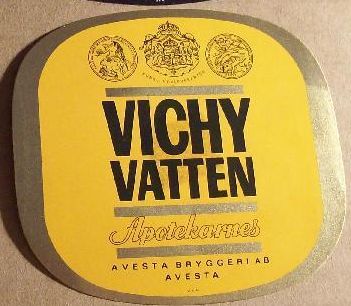 VICHY
VATTEN
Apotekarnes
AVESTA BRYGGERI AB
AVESTA